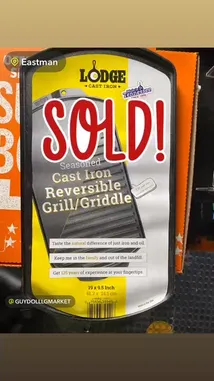 Eastman
LODGE
CAST IRON
SOLD!
Seasoned
Cast Iron
Reversible
Grill/Griddle
Taste the natural difference of just iron and oil.
Keep me in the family and out of the landfill.
Get 120 years of experience at your fingertips.
@GUYDOLLEGMARKET